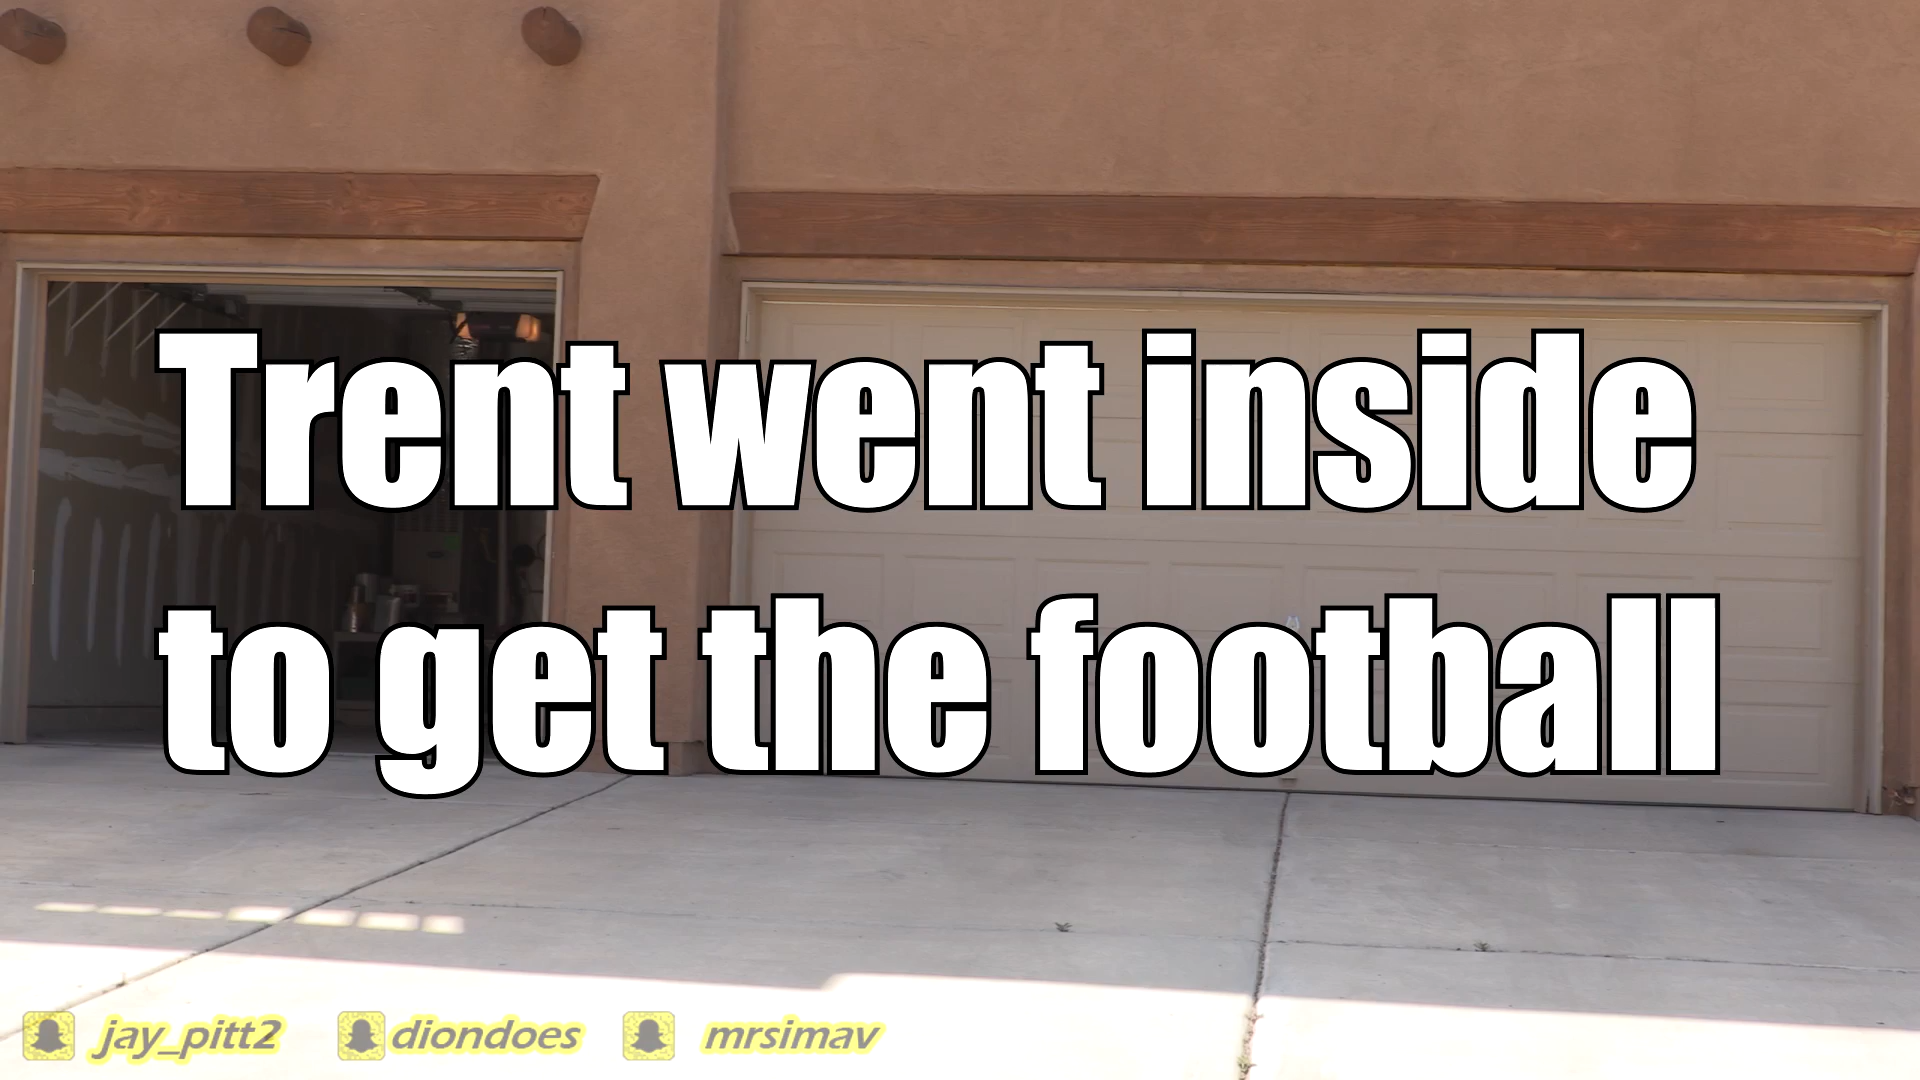 Trent went inside
to get the football
jay_pitt2 diondoes mrsimav